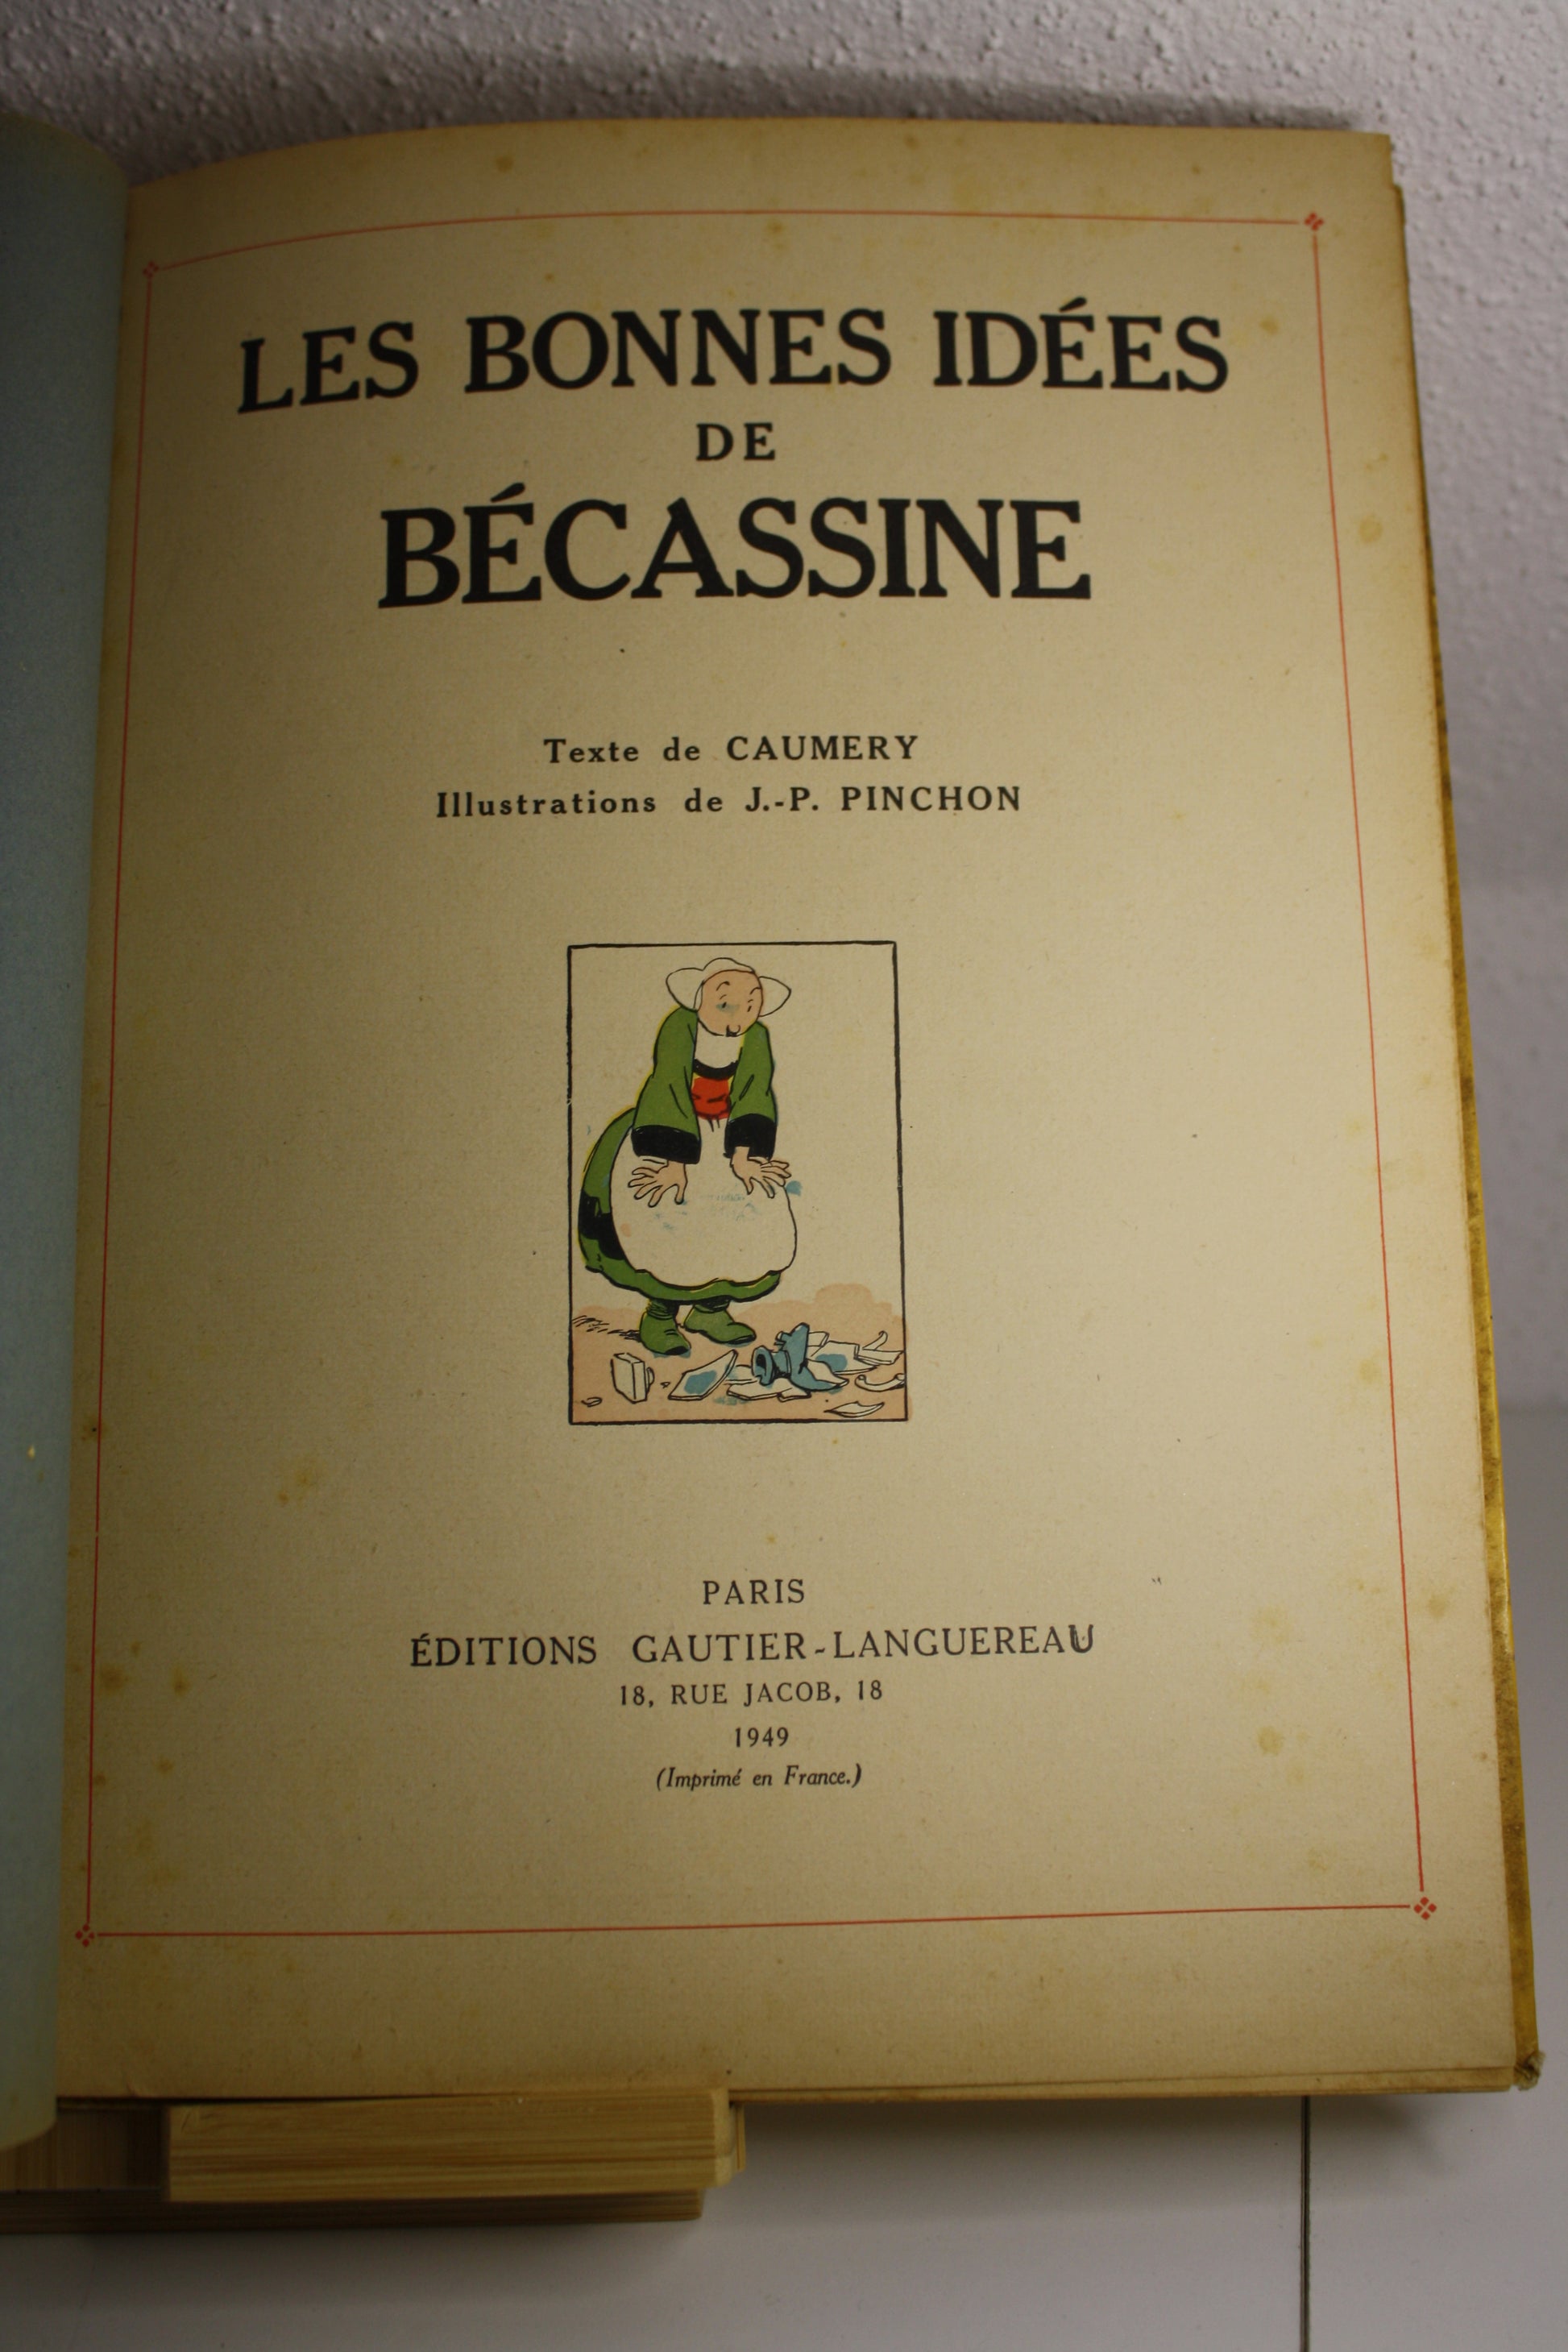 LES BONNES IDÉES
DE
BÉCASSINE
Texte de CAUMERY
Illustrations de J.-P. PINCHON
PARIS
ÉDITIONS GAUTIER-LANGUEREAU
18, RUE JACOB, 18
1949
(Imprimé en France.)